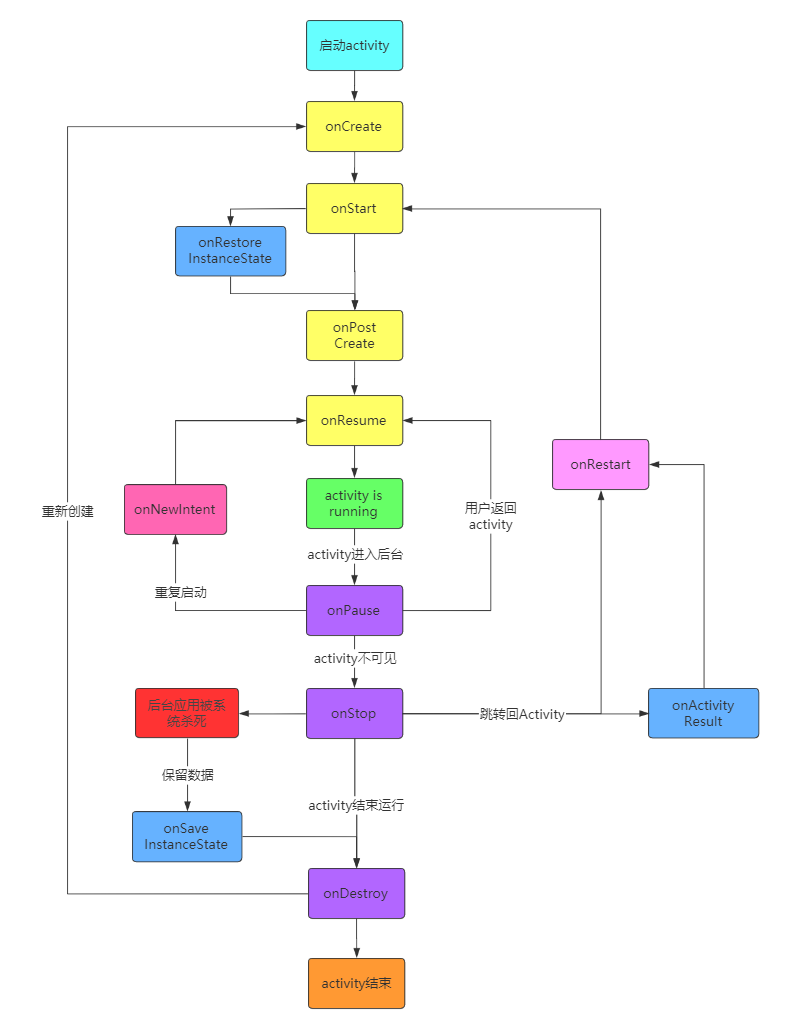 启动activity
onCreate
onStart
onRestore
InstanceState
onPost
Create
onResume
onRestart
activity is
running
onNewIntent
用户返回
activity
重新创建
activity进入后台
重复启动
onPause
activity不可见
后台应用被系
统杀死
onStop
跳转回Activity
onActivity
Result
保留数据
activity结束运行
onSave
InstanceState
onDestroy
activity结束